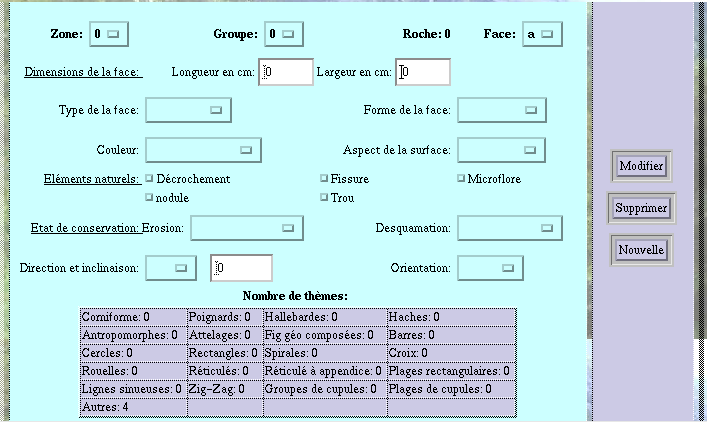 Zone: 0 Groupe: 0 Roche: 0 Face: a
Dimensions de la face: Longueur en cm: 0 Largeur en cm: 0
Type de la face: Forme de la face:
Couleur: Aspect de la surface:
Eléments naturels: Décrochement Fissure Microflore
nodule Trou
Etat de conservation: Erosion: Desquamation:
Direction et inclinaison: 0 Orientation:
Nombre de thèmes:
Corniforme: 0 Poignards: 0 Hallebardes: 0 Haches: 0
Antropomorphes: 0 Attelages: 0 Fig géo composées: 0 Barres: 0
Cercles: 0 Rectangles: 0 Spirales: 0 Croix: 0
Rouelles: 0 Réticulés: 0 Réticulé à appendice: 0 Plages rectangulaires: 0
Lignes sinueuses: 0 Zig-Zag: 0 Groupes de cupules: 0 Plages de cupules: 0
Autres: 4
Modifier
Supprimer
Nouvelle